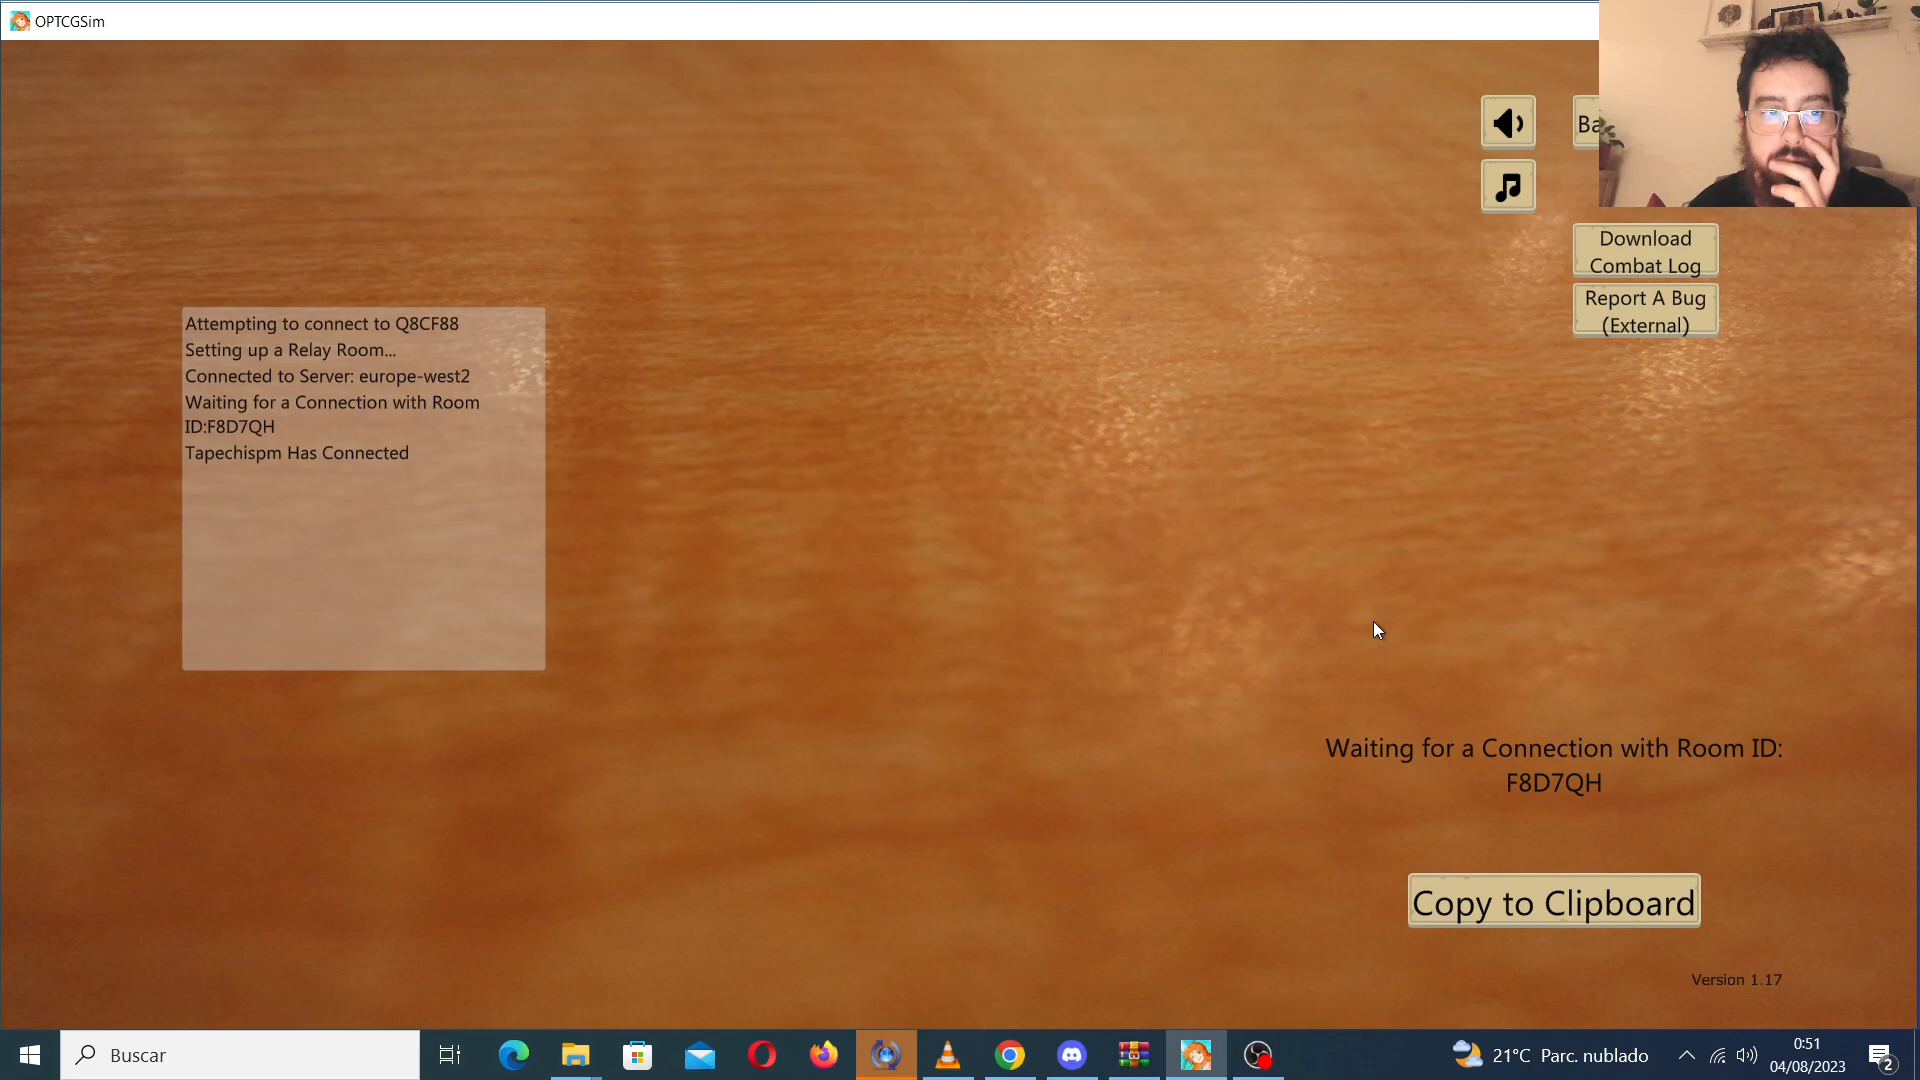 OPTCGSim
Ba
Download
Combat Log
Report A Bug
(External)
Attempting to connect to Q8CF88
Setting up a Relay Room...
Connected to Server: europe-west2
Waiting for a Connection with Room
ID:F8D7QH
Tapechispm Has Connected
Waiting for a Connection with Room ID:
F8D7QH
Copy to Clipboard
Version 1.17
Buscar
21°C Parc. nublado
0:51
04/08/2023
2